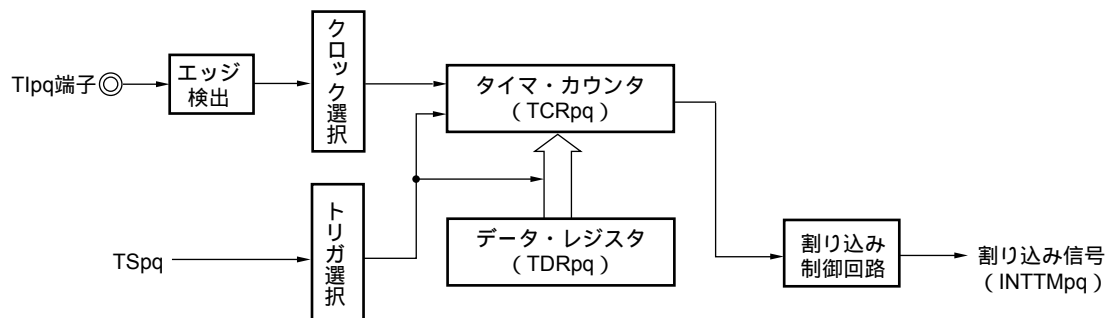 TIpq端子
エッジ
検出
クロック選択
タイマ・カウンタ
(TCRpq)
TSpq
トリガ選択
データ・レジスタ
(TDRpq)
割り込み
制御回路
割り込み信号
(INTTMpq)